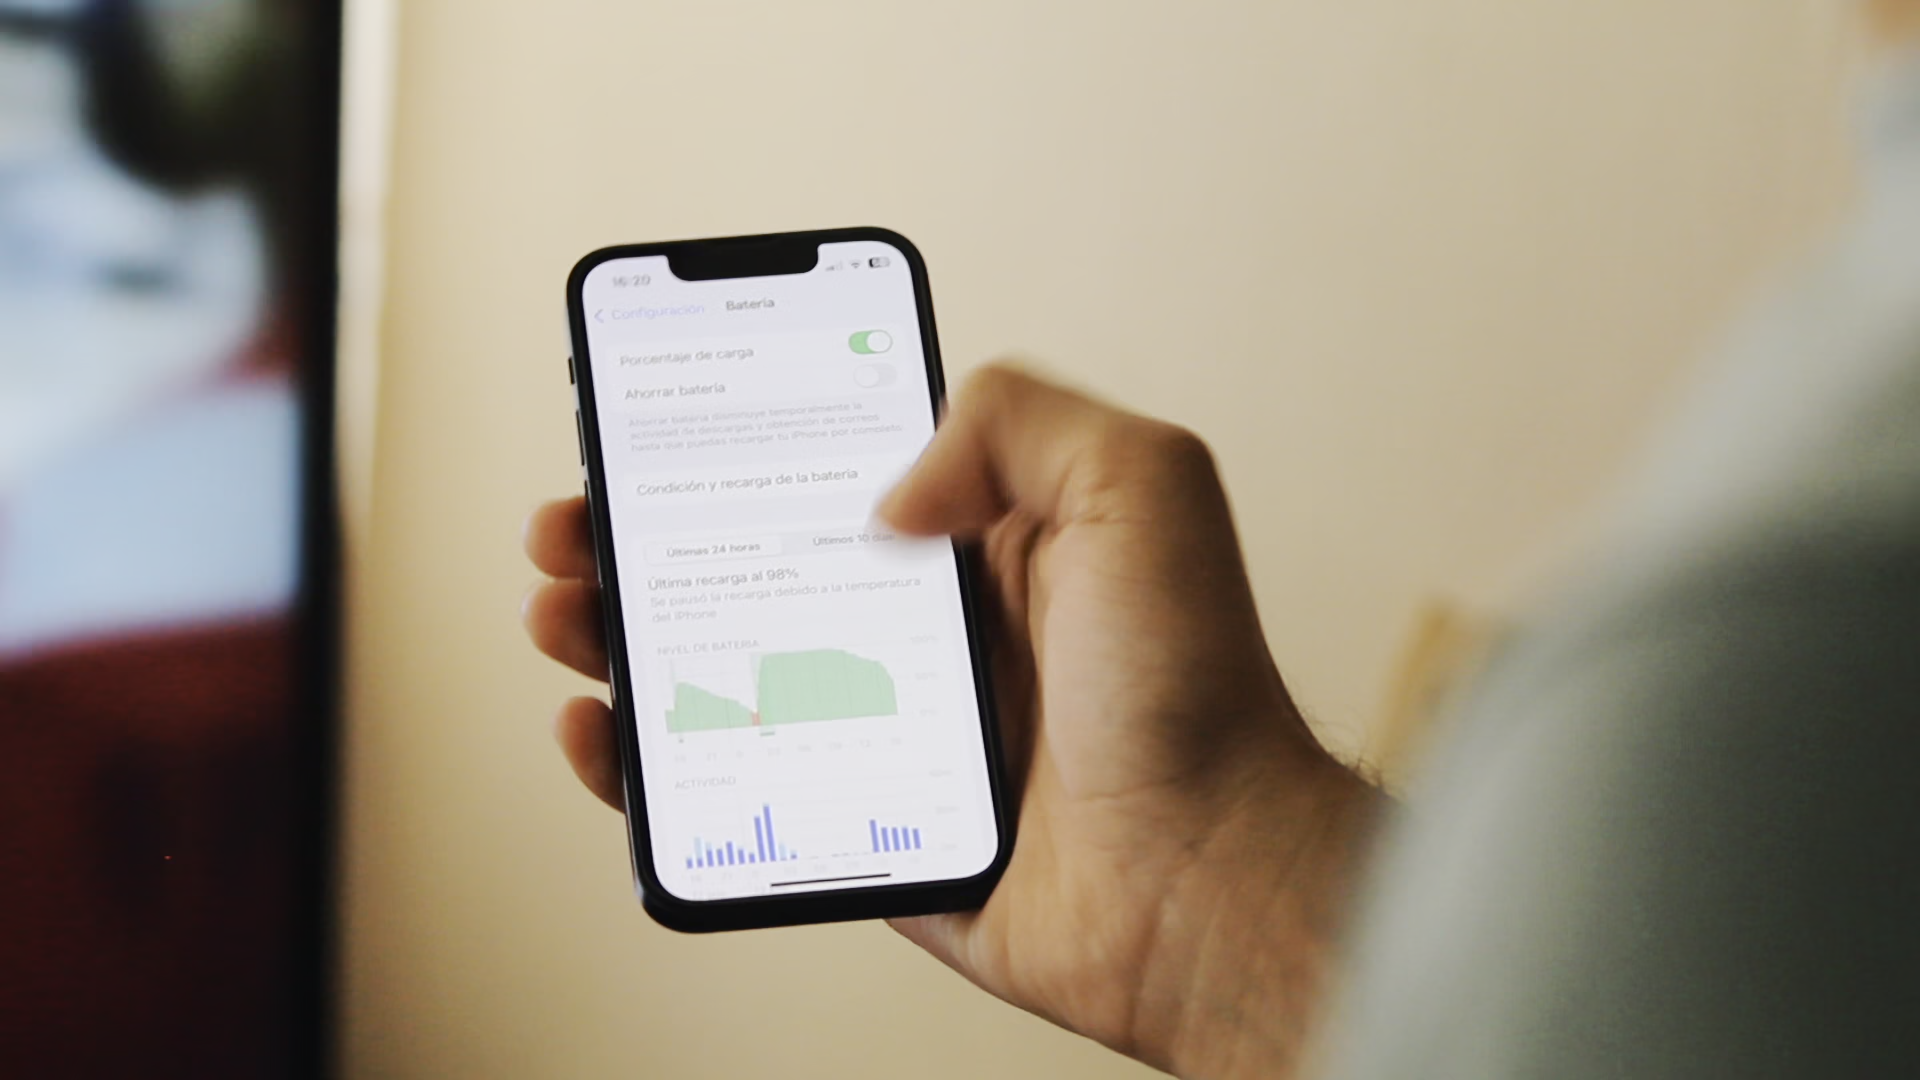 16:20
Configuración
Batería
Porcentaje de carga
Ahorrar batería
Ahorrar batería disminuye temporalmente la
actividad de descargas y obtención de correos
hasta que puedas recargar tu iPhone por completo.
Condición y recarga de la batería
Últimas 24 horas
Últimos 10 días
Última recarga al 98%
Se pausó la recarga debido a la temperatura
del iPhone
NIVEL DE BATERÍA
100%
ACTIVIDAD